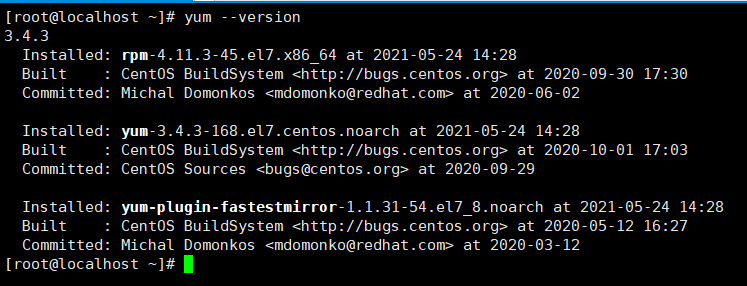 [root@localhost ~]# yum --version
3.4.3
  Installed: rpm-4.11.3-45.el7.x86_64 at 2021-05-24 14:28
  Built    : CentOS BuildSystem <http://bugs.centos.org> at 2020-09-30 17:30
  Committed: Michal Domonko <mdomonko@redhat.com> at 2020-06-02

  Installed: yum-3.4.3-168.el7.centos.noarch at 2021-05-24 14:28
  Built    : CentOS BuildSystem <http://bugs.centos.org> at 2020-10-01 17:03
  Committed: CentOS Sources <bugs@centos.org> at 2020-09-29

  Installed: yum-plugin-fastestmirror-1.1.31-54.el7_8.noarch at 2021-05-24 14:28
  Built    : CentOS BuildSystem <http://bugs.centos.org> at 2020-05-12 16:27
  Committed: Michal Domonko <mdomonko@redhat.com> at 2020-03-12
[root@localhost ~]#